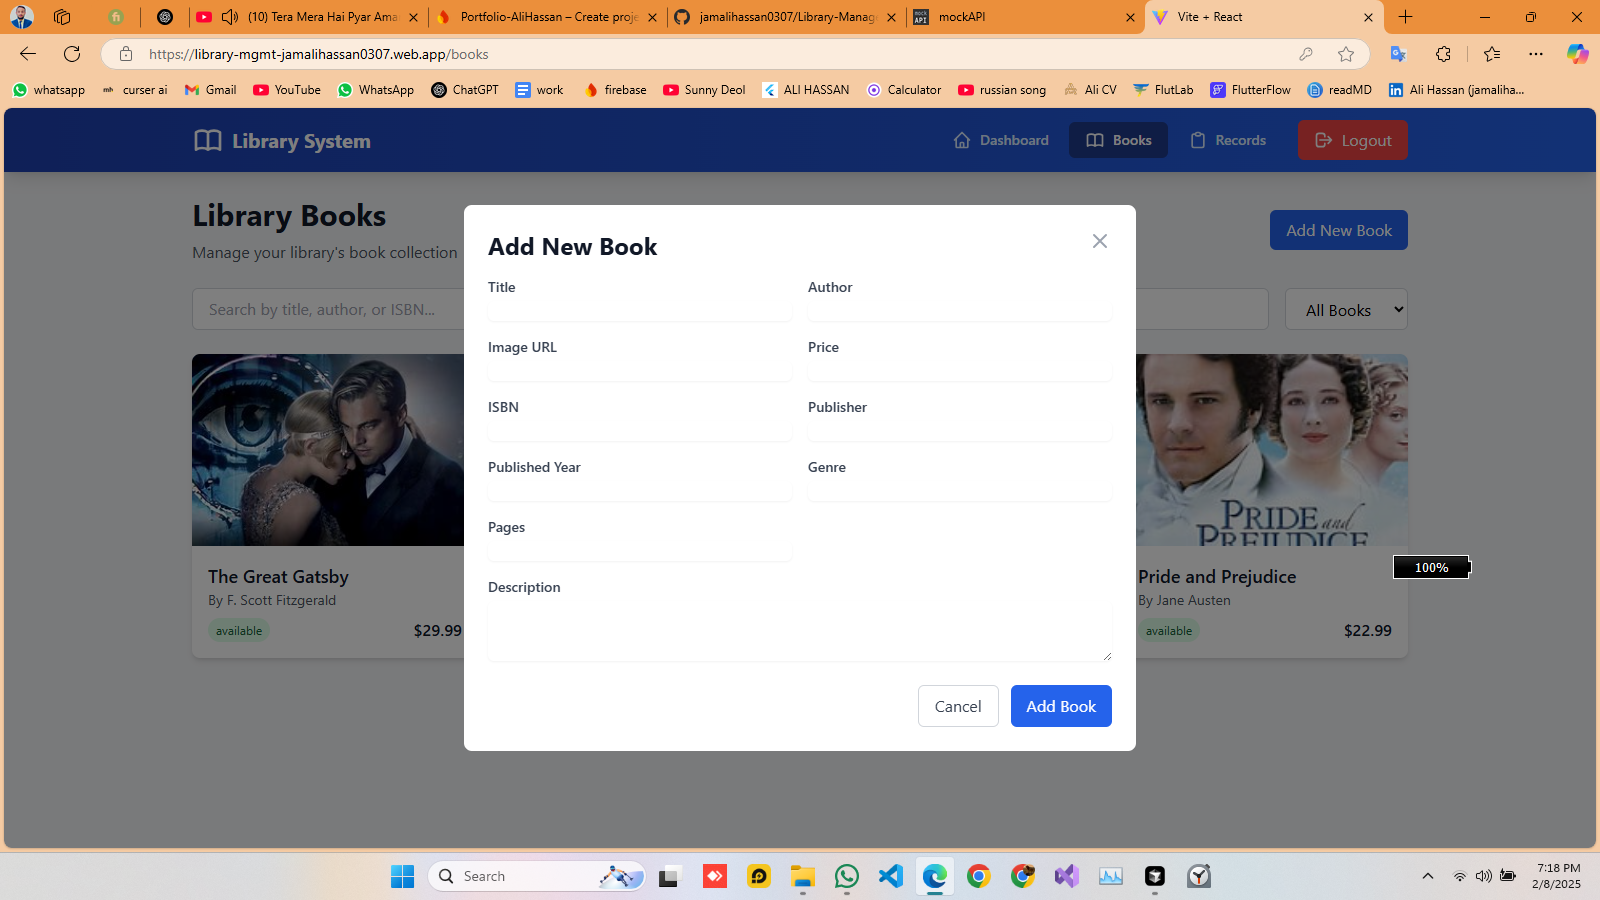 (10) Tera Mera Hai Pyar Ama
Portfolio-AliHassan – Create proje
jamalihassan0307/Library-Manage
mockAPI
Vite + React
https://library-mgmt-jamalihassan0307.web.app/books
whatsapp
mh
curser ai
Gmail
YouTube
WhatsApp
ChatGPT
work
firebase
Sunny Deol
ALI HASSAN
Calculator
russian song
Ali CV
FlutLab
FlutterFlow
readMD
Ali Hassan (jamaliha...
Library System
Dashboard
Books
Records
Logout
Library Books
Manage your library's book collection
Add New Book
Search by title, author, or ISBN...
All Books
Add New Book
Title
Author
Image URL
Price
ISBN
Publisher
Published Year
Genre
Pages
Description
Cancel
Add Book
The Great Gatsby
By F. Scott Fitzgerald
available
$29.99
PRIDE and
PREJUDICE
Pride and Prejudice
By Jane Austen
available
$22.99
100%
Search
7:18 PM
2/8/2025